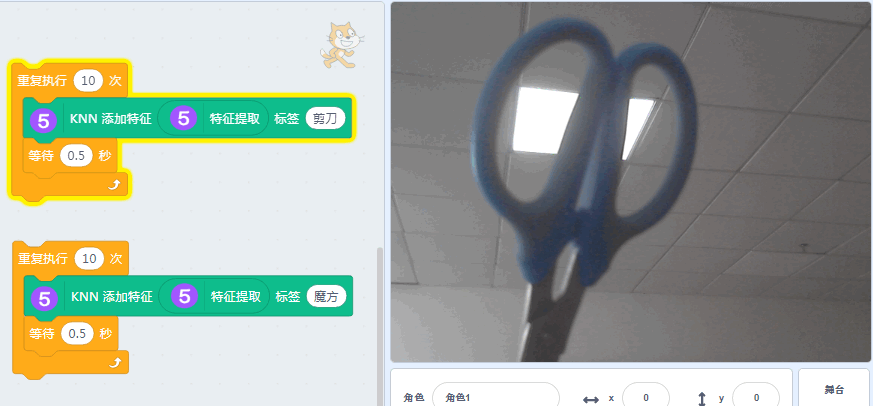 重复执行 10 次
5 KNN 添加特征 5 特征提取 标签 剪刀
等待 0.5 秒
重复执行 10 次
5 KNN 添加特征 5 特征提取 标签 魔方
等待 0.5 秒
角色 角色1 x 0 y 0
舞台